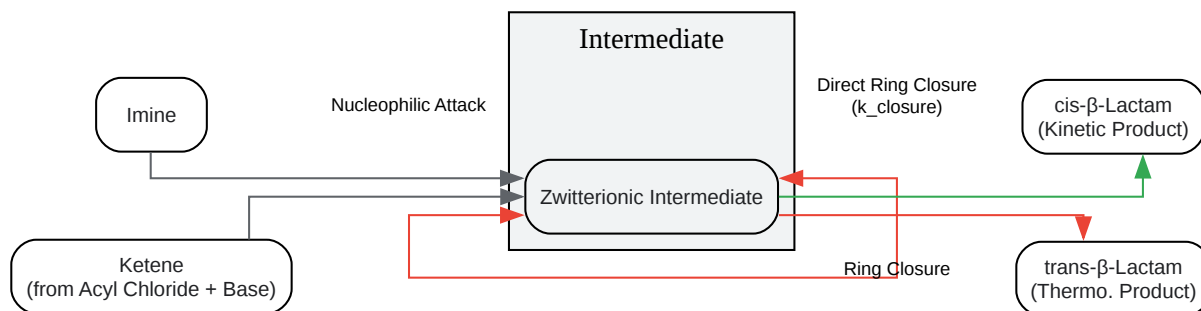 Intermediate
Imine
Nucleophilic Attack
Direct Ring Closure
(k_closure)
cis-β-Lactam
(Kinetic Product)
Zwitterionic Intermediate
Ketene
(from Acyl Chloride + Base)
Ring Closure
trans-β-Lactam
(Thermo. Product)